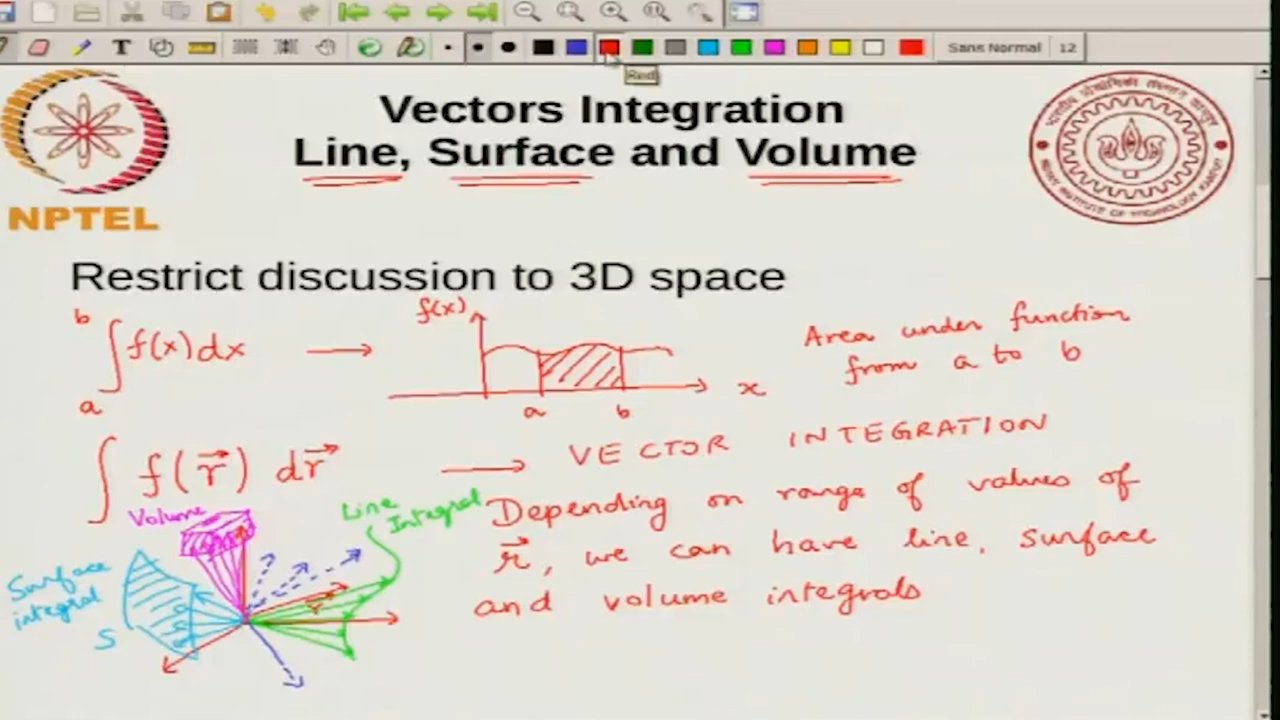 T
Sans Normal 12
Red
Vectors Integration
Line, Surface and Volume
NPTEL
Restrict discussion to 3D space
b
∫ f(x) dx
a
f(x)
a
b
x
Area under function
from a to b
∫ f(r⃗) dr⃗
VECTOR INTEGRATION
Depending on range of values of
r⃗, we can have line, surface
and volume integrals
Volume
Line
Integral
Surface
integral
S
r⃗